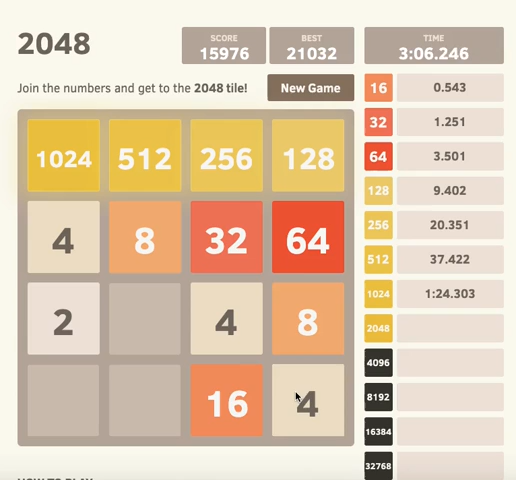 2048
SCORE
15976
BEST
21032
TIME
3:06.246
Join the numbers and get to the 2048 tile!
New Game
1024 512 256 128
4 8 32 64
2 4 8
16 4
16 0.543
32 1.251
64 3.501
128 9.402
256 20.351
512 37.422
1024 1:24.303
2048
4096
8192
16384
32768